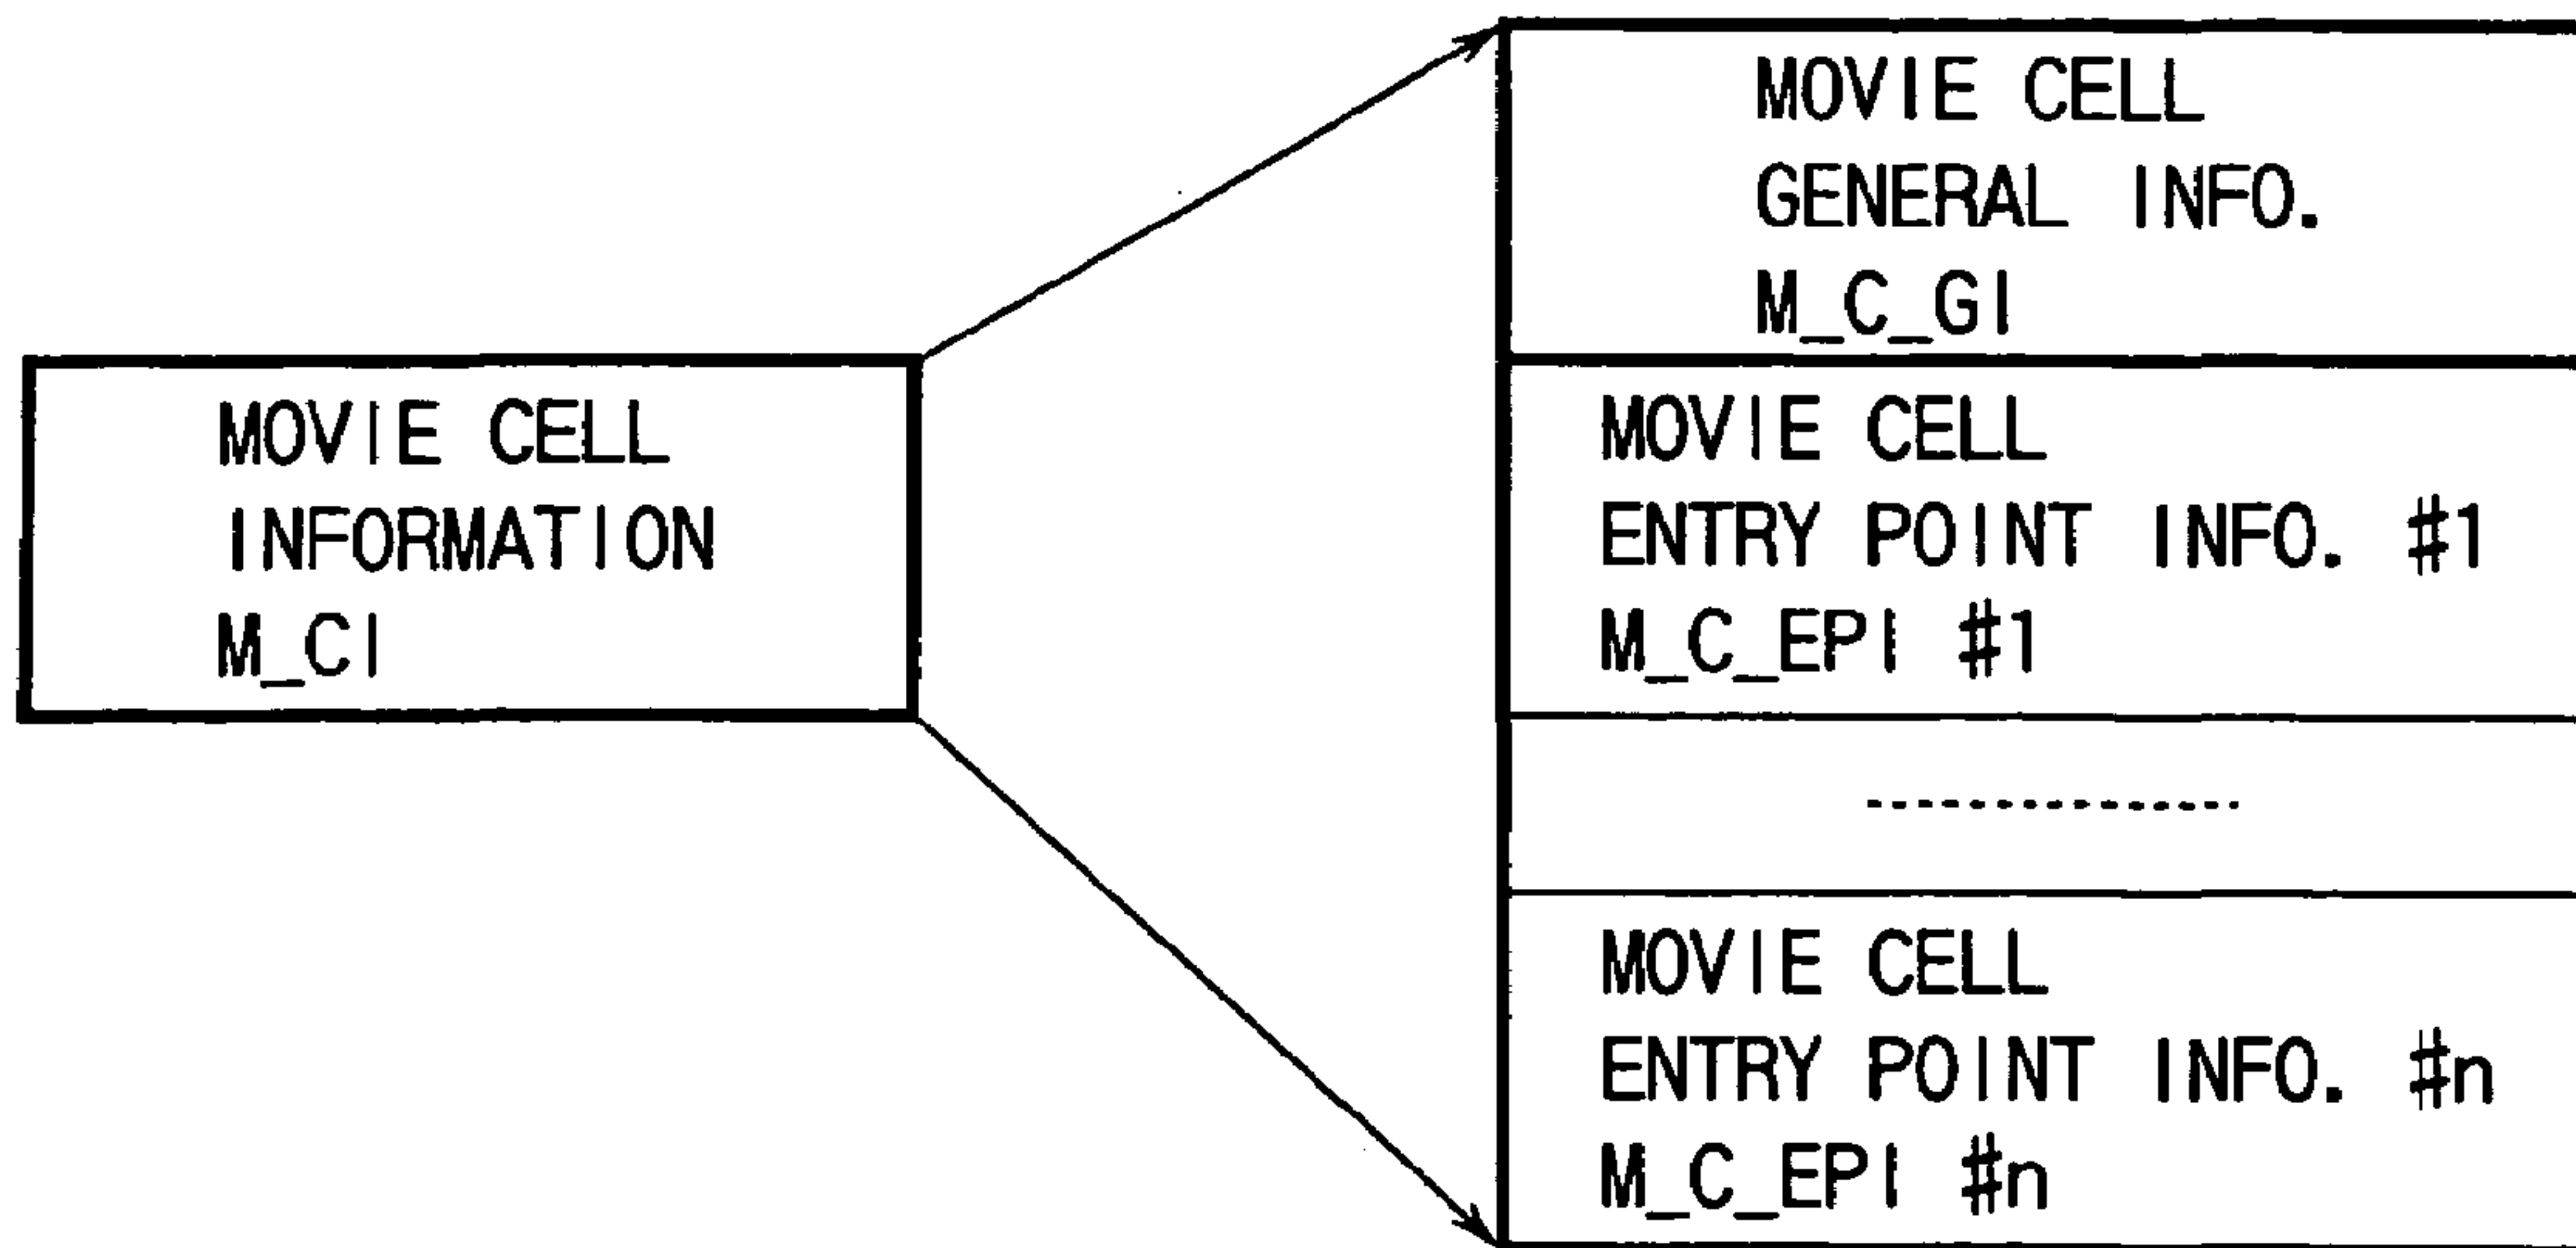 MOVIE CELL
INFORMATION
M_CI
MOVIE CELL
GENERAL INFO.
M_C_GI
MOVIE CELL
ENTRY POINT INFO. #1
M_C_EPI #1
MOVIE CELL
ENTRY POINT INFO. #n
M_C_EPI #n